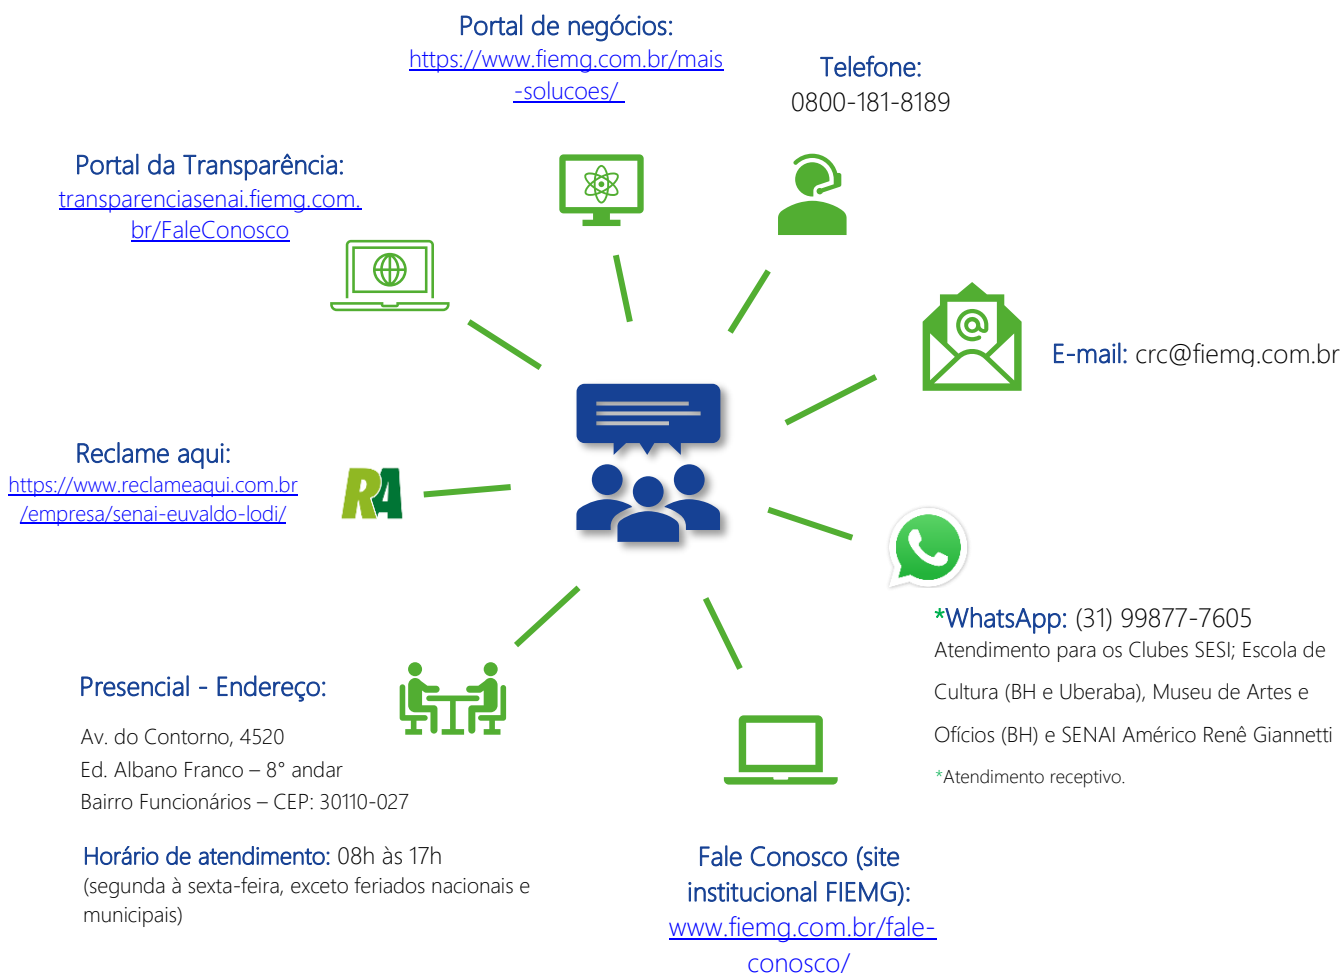 Portal de negócios:
https://www.fiemg.com.br/mais
-solucoes/
Telefone:
0800-181-8189
Portal da Transparência:
transparenciasenai.fiemg.com.
br/FaleConosco
E-mail: crc@fiemg.com.br
Reclame aqui:
https://www.reclameaqui.com.br
/empresa/senai-euvaldo-lodi/
RA
*WhatsApp: (31) 99877-7605
Atendimento para os Clubes SESI; Escola de
Cultura (BH e Uberaba), Museu de Artes e
Ofícios (BH) e SENAI Américo Renê Giannetti
*Atendimento receptivo.
Presencial - Endereço:
Av. do Contorno, 4520
Ed. Albano Franco – 8° andar
Bairro Funcionários – CEP: 30110-027
Horário de atendimento: 08h às 17h
(segunda à sexta-feira, exceto feriados nacionais e
municipais)
Fale Conosco (site
institucional FIEMG):
www.fiemg.com.br/fale-
conosco/